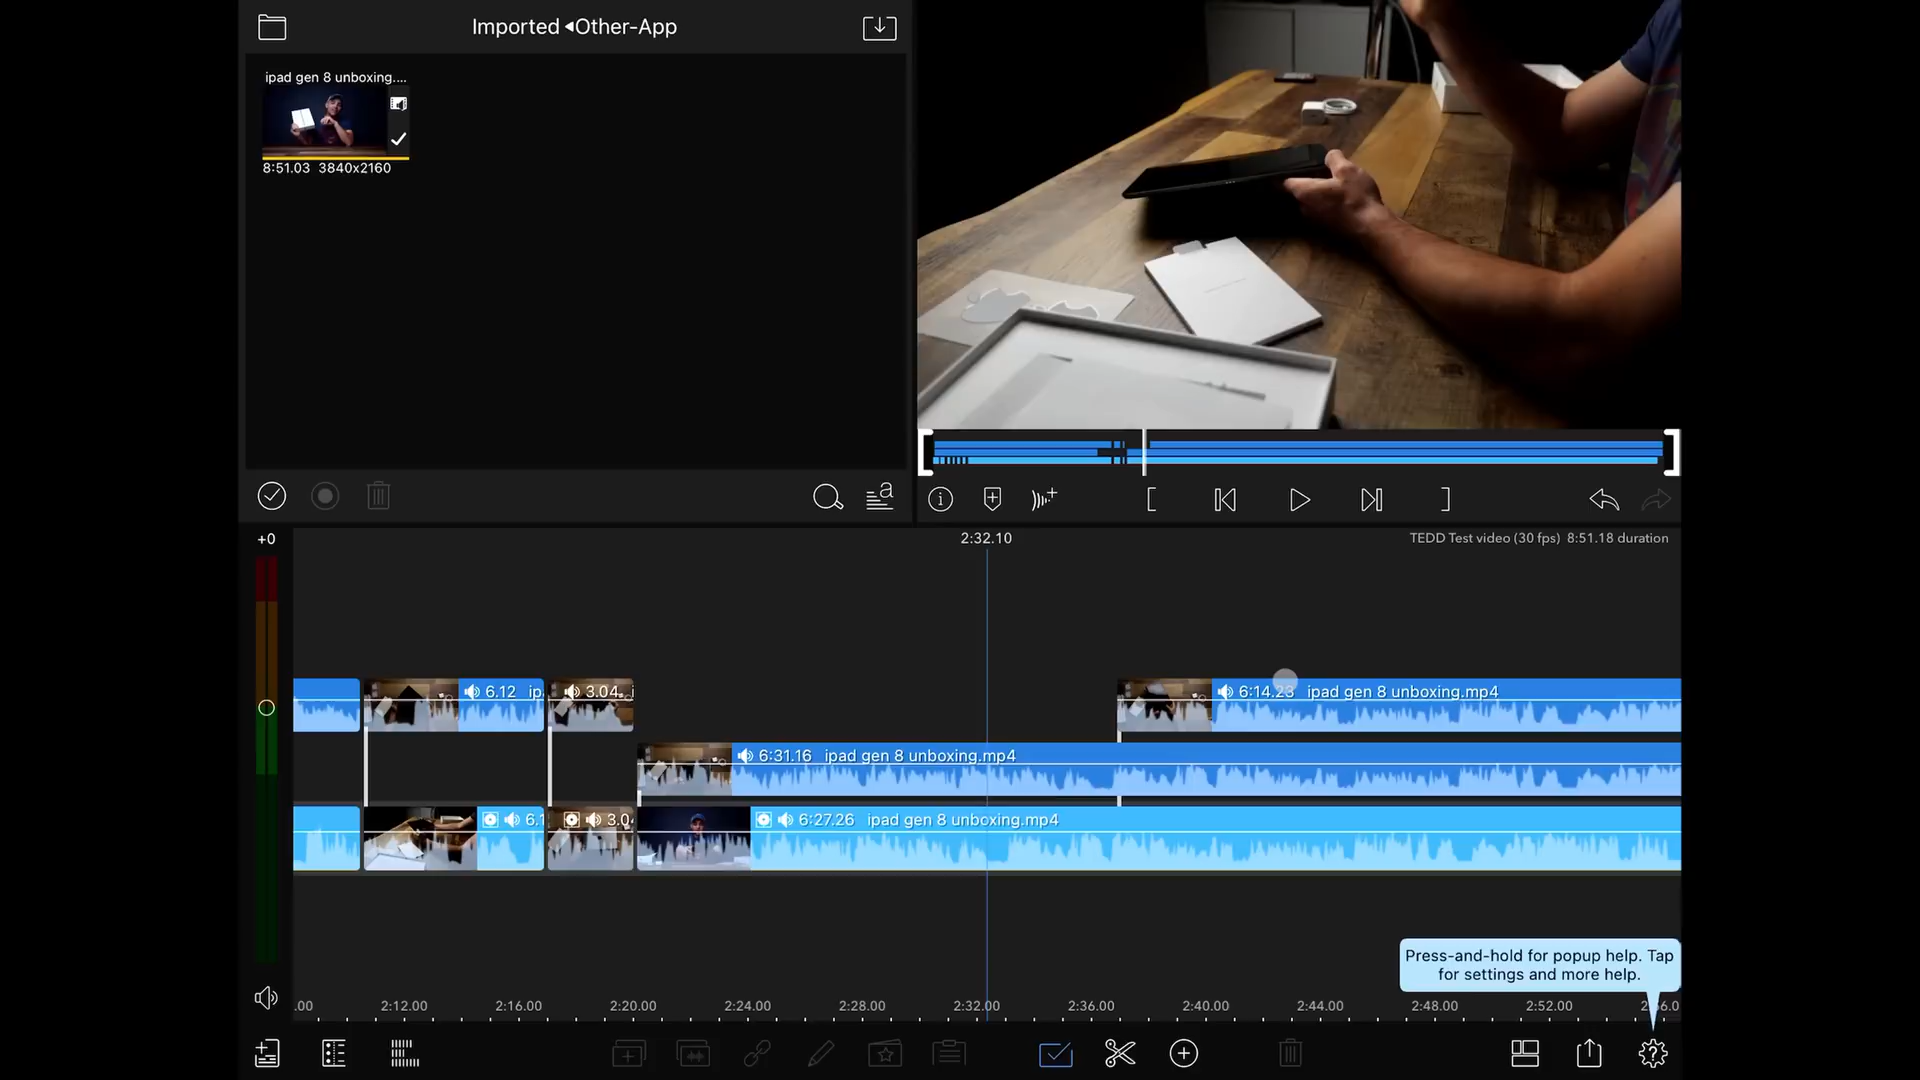 Imported ◂Other-App
ipad gen 8 unboxing....
8:51.03 3840x2160
+0
2:32.10
TEDD Test video (30 fps) 8:51.18 duration
6.12 ip
3.04
6:14.23 ipad gen 8 unboxing.mp4
6:31.16 ipad gen 8 unboxing.mp4
6.1
3.0
6:27.26 ipad gen 8 unboxing.mp4
Press-and-hold for popup help. Tap
for settings and more help.
.00 2:12.00 2:16.00 2:20.00 2:24.00 2:28.00 2:32.00 2:36.00 2:40.00 2:44.00 2:48.00 2:52.00